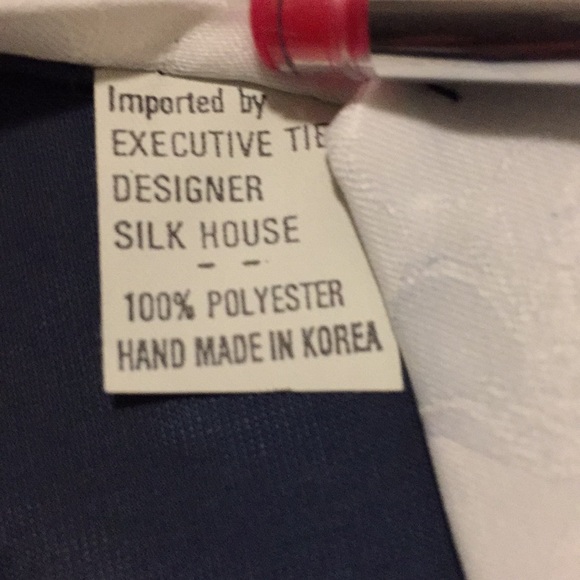 Imported by
EXECUTIVE TIE
DESIGNER
SILK HOUSE
- -
100% POLYESTER
HAND MADE IN KOREA